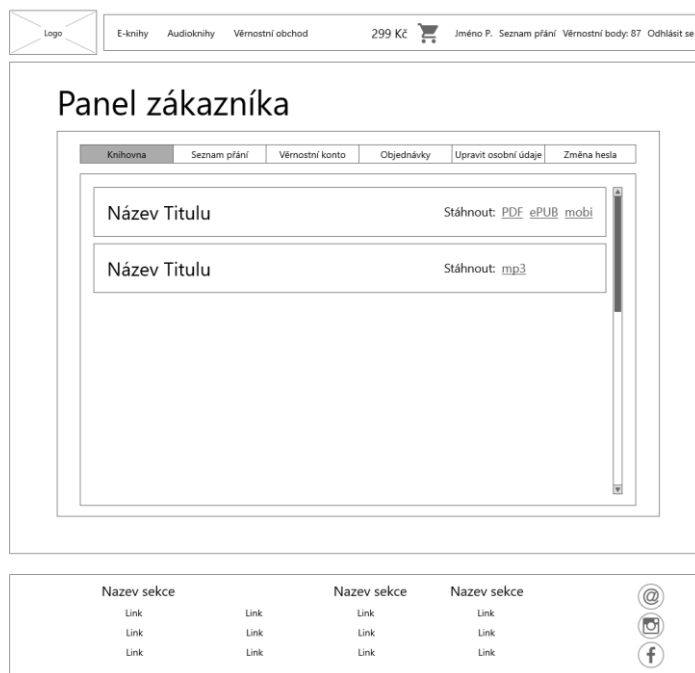 Logo E-knihy Audioknihy Věrnostní obchod 299 Kč Jméno P. Seznam přání Věrnostní body: 87 Odhlásit se
Panel zákazníka
Knihovna Seznam přání Věrnostní konto Objednávky Upravit osobní údaje Změna hesla
Název Titulu Stáhnout: PDF ePUB mobi
Název Titulu Stáhnout: mp3
Nazev sekce Nazev sekce Nazev sekce
Link Link Link Link
Link Link Link Link
Link Link Link Link